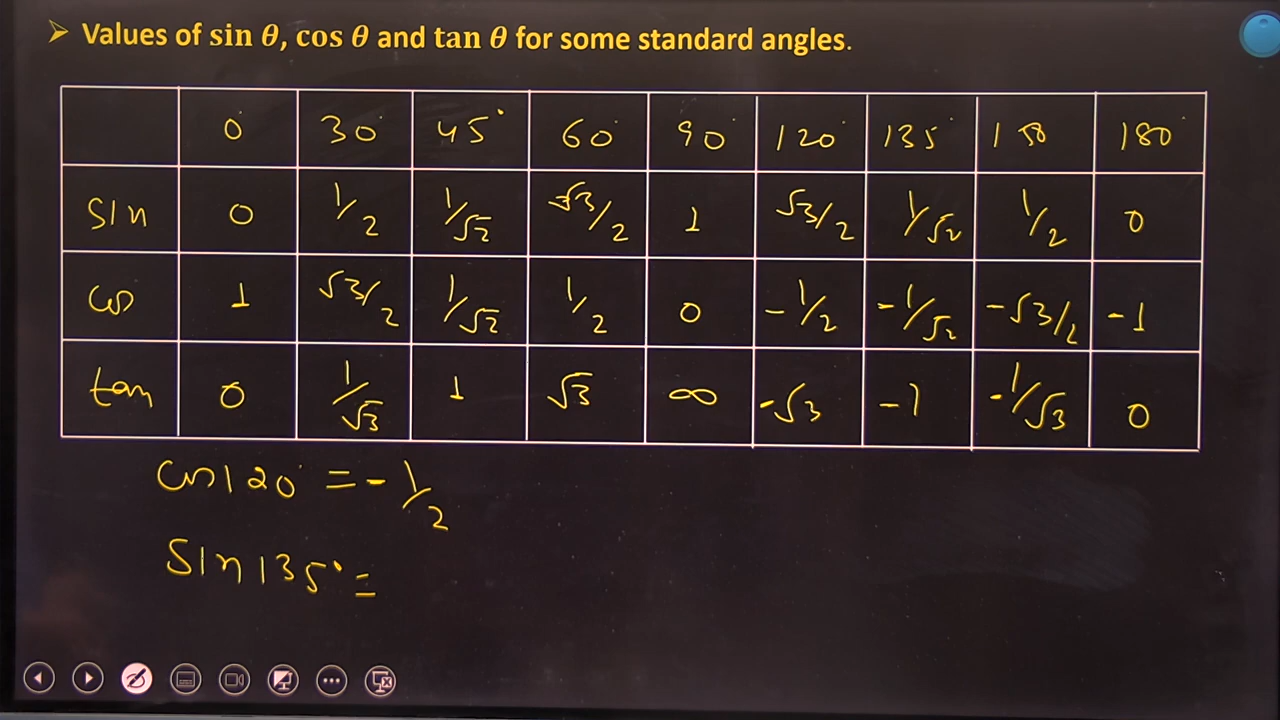 ➢ Values of sin θ, cos θ and tan θ for some standard angles.
0° 30° 45° 60° 90° 120° 135° 150 180°
sin 0 1/2 1/√2 √3/2 1 √3/2 1/√2 1/2 0
cos 1 √3/2 1/√2 1/2 0 -1/2 -1/√2 -√3/2 -1
tan 0 1/√3 1 √3 ∞ -√3 -1 -1/√3 0
cos120° = -1/2
sin135° =